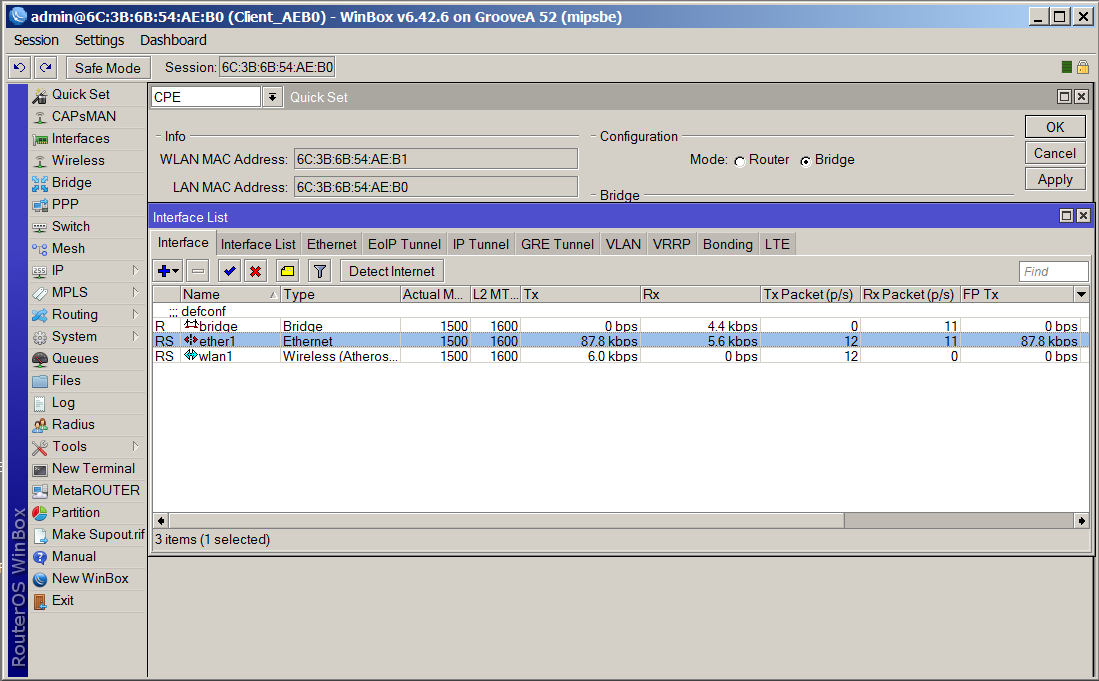 admin@6C:3B:6B:54:AE:B0 (Client_AEB0) - WinBox v6.42.6 on GrooveA 52 (mipsbe)
Session Settings Dashboard
Safe Mode Session: 6C:3B:6B:54:AE:B0
Quick Set
CAPsMAN
Interfaces
Wireless
Bridge
PPP
Switch
Mesh
IP
MPLS
Routing
System
Queues
Files
Log
Radius
Tools
New Terminal
MetaROUTER
Partition
Make Supout.rif
Manual
New WinBox
Exit
RouterOS WinBox
CPE Quick Set
Info
WLAN MAC Address: 6C:3B:6B:54:AE:B1
LAN MAC Address: 6C:3B:6B:54:AE:B0
Configuration
Mode: Router Bridge
Bridge
OK
Cancel
Apply
Interface List
Interface Interface List Ethernet EoIP Tunnel IP Tunnel GRE Tunnel VLAN VRRP Bonding LTE
Detect Internet Find
Name Type Actual M... L2 MT... Tx Rx Tx Packet (p/s) Rx Packet (p/s) FP Tx
;;; defconf
R bridge Bridge 1500 1600 0 bps 4.4 kbps 0 11 0 bps
RS ether1 Ethernet 1500 1600 87.8 kbps 5.6 kbps 12 11 87.8 kbps
RS wlan1 Wireless (Atheros... 1500 1600 6.0 kbps 0 bps 12 0 0 bps
3 items (1 selected)